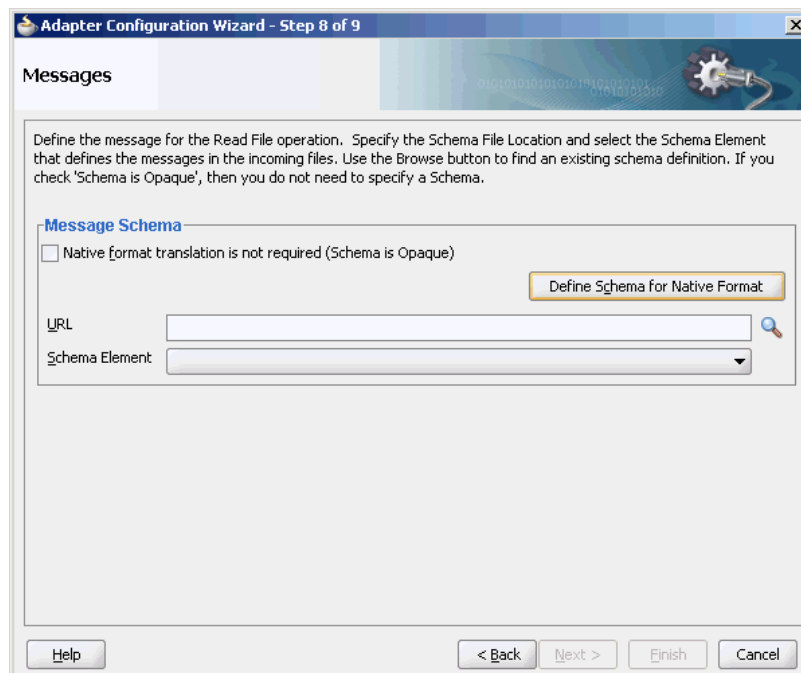 Adapter Configuration Wizard - Step 8 of 9
Messages
Define the message for the Read File operation. Specify the Schema File Location and select the Schema Element
that defines the messages in the incoming files. Use the Browse button to find an existing schema definition. If you
check 'Schema is Opaque', then you do not need to specify a Schema.
Message Schema
Native format translation is not required (Schema is Opaque)
Define Schema for Native Format
URL
Schema Element
Help
< Back
Next >
Finish
Cancel